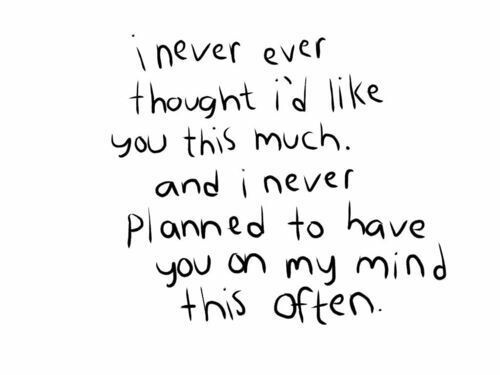 i never ever
thought i'd like
you this much.
and i never
planned to have
you on my mind
this often.